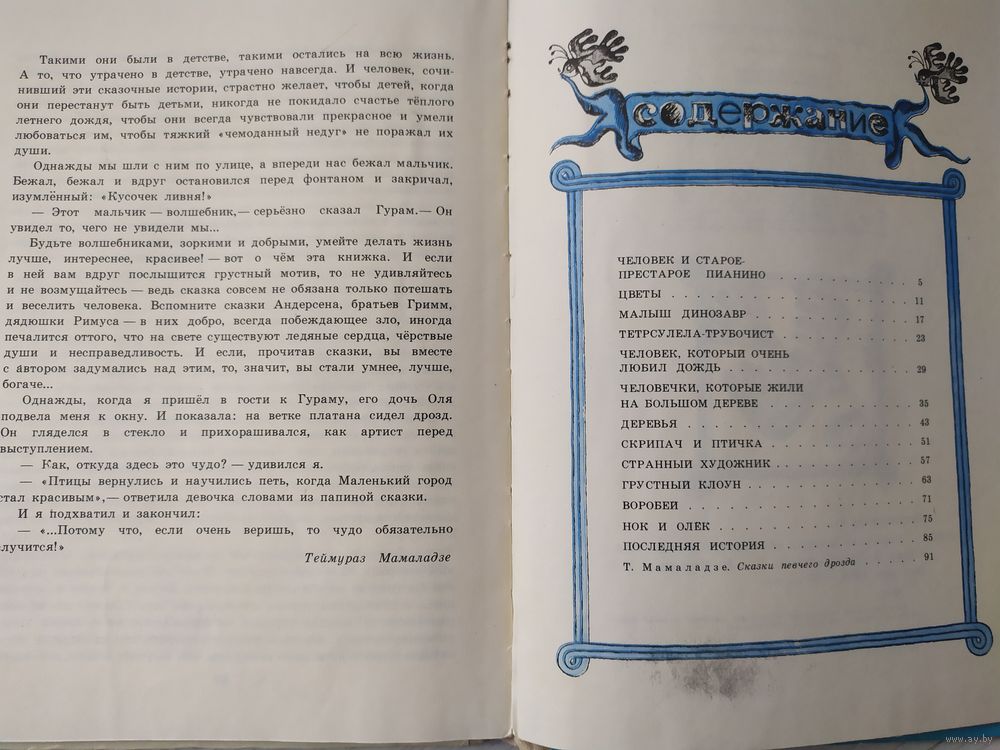 Такими они были в детстве, такими остались на всю жизнь.
А то, что утрачено в детстве, утрачено навсегда. И человек, сочи-
нивший эти сказочные истории, страстно желает, чтобы детей, когда
они перестанут быть детьми, никогда не покидало счастье тёплого
летнего дождя, чтобы они всегда чувствовали прекрасное и умели
любоваться им, чтобы тяжкий «чемоданный недуг» не поражал их
души.
Однажды мы шли с ним по улице, а впереди нас бежал мальчик.
Бежал, бежал и вдруг остановился перед фонтаном и закричал,
изумлённый: «Кусочек ливня!»
— Этот мальчик — волшебник,— серьёзно сказал Гурам.— Он
увидел то, чего не увидели мы...
Будьте волшебниками, зоркими и добрыми, умейте делать жизнь
лучше, интереснее, красивее! — вот о чём эта книжка. И если
в ней вам вдруг послышится грустный мотив, то не удивляйтесь
и не возмущайтесь — ведь сказка совсем не обязана только потешать
и веселить человека. Вспомните сказки Андерсена, братьев Гримм,
дядюшки Римуса — в них добро, всегда побеждающее зло, иногда
печалится оттого, что на свете существуют ледяные сердца, чёрствые
души и несправедливость. И если, прочитав сказки, вы вместе
с автором задумались над этим, то, значит, вы стали умнее, лучше,
богаче...
Однажды, когда я пришёл в гости к Гураму, его дочь Оля
подвела меня к окну. И показала: на ветке платана сидел дрозд.
Он гляделся в стекло и прихорашивался, как артист перед
выступлением.
— Как, откуда здесь это чудо? — удивился я.
— «Птицы вернулись и научились петь, когда Маленький город
стал красивым»,— ответила девочка словами из папиной сказки.
И я подхватил и закончил:
— «...Потому что, если очень веришь, то чудо обязательно
случится!»
Теймураз Мамаладзе
содержание
ЧЕЛОВЕК И СТАРОЕ-
ПРЕСТАРОЕ ПИАНИНО . . . . . . . . . . 5
ЦВЕТЫ . . . . . . . . . . . . . . . . . 11
МАЛЫШ ДИНОЗАВР . . . . . . . . . . . 17
ТЕТРСУЛЕЛА-ТРУБОЧИСТ . . . . . . . . . 23
ЧЕЛОВЕК, КОТОРЫЙ ОЧЕНЬ
ЛЮБИЛ ДОЖДЬ . . . . . . . . . . . . . 29
ЧЕЛОВЕЧКИ, КОТОРЫЕ ЖИЛИ
НА БОЛЬШОМ ДЕРЕВЕ . . . . . . . . . . 35
ДЕРЕВЬЯ . . . . . . . . . . . . . . . . 43
СКРИПАЧ И ПТИЧКА . . . . . . . . . . . 51
СТРАННЫЙ ХУДОЖНИК . . . . . . . . . . 57
ГРУСТНЫЙ КЛОУН . . . . . . . . . . . . 63
ВОРОБЕЙ . . . . . . . . . . . . . . . . 71
НОК И ОЛЕК . . . . . . . . . . . . . . 75
ПОСЛЕДНЯЯ ИСТОРИЯ . . . . . . . . . . 85
Т. Мамаладзе. Сказки певчего дрозда . . . . . 91
www.ay.by